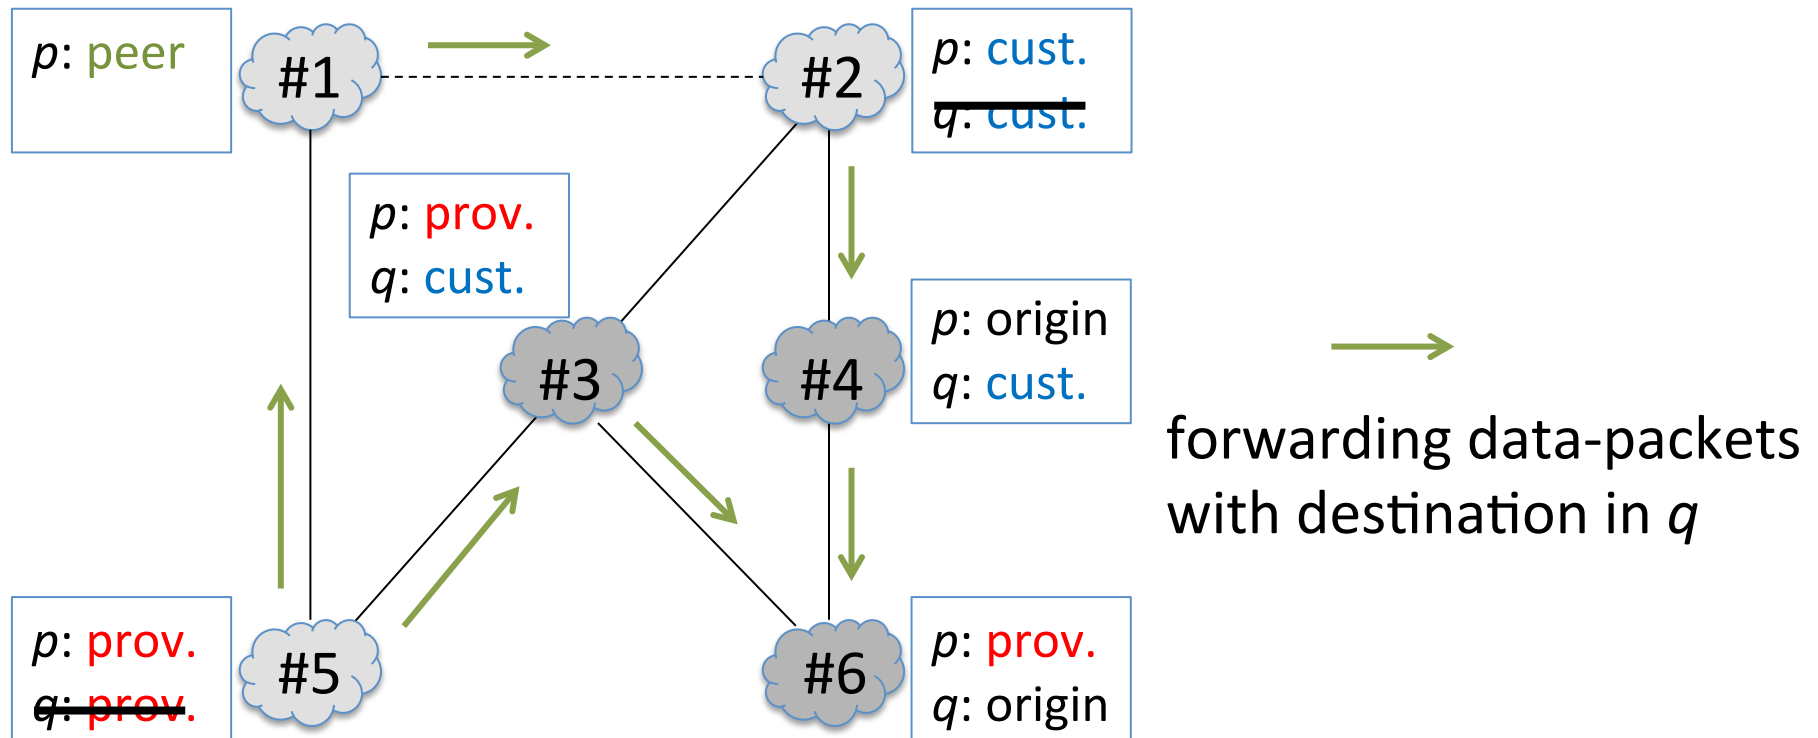 p: peer
#1
#2
p: cust.
q: cust.
p: prov.
q: cust.
#3
#4
p: origin
q: cust.
forwarding data-packets
with destination in q
p: prov.
q: prov.
#5
#6
p: prov.
q: origin